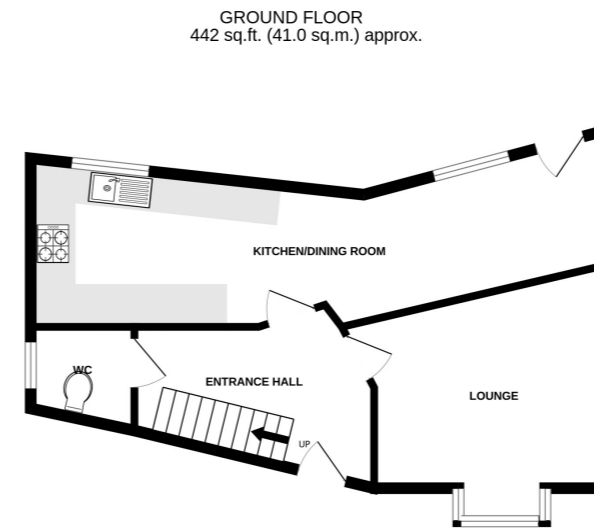 GROUND FLOOR
442 sq.ft. (41.0 sq.m.) approx.
KITCHEN/DINING ROOM
WC
ENTRANCE HALL
LOUNGE
UP